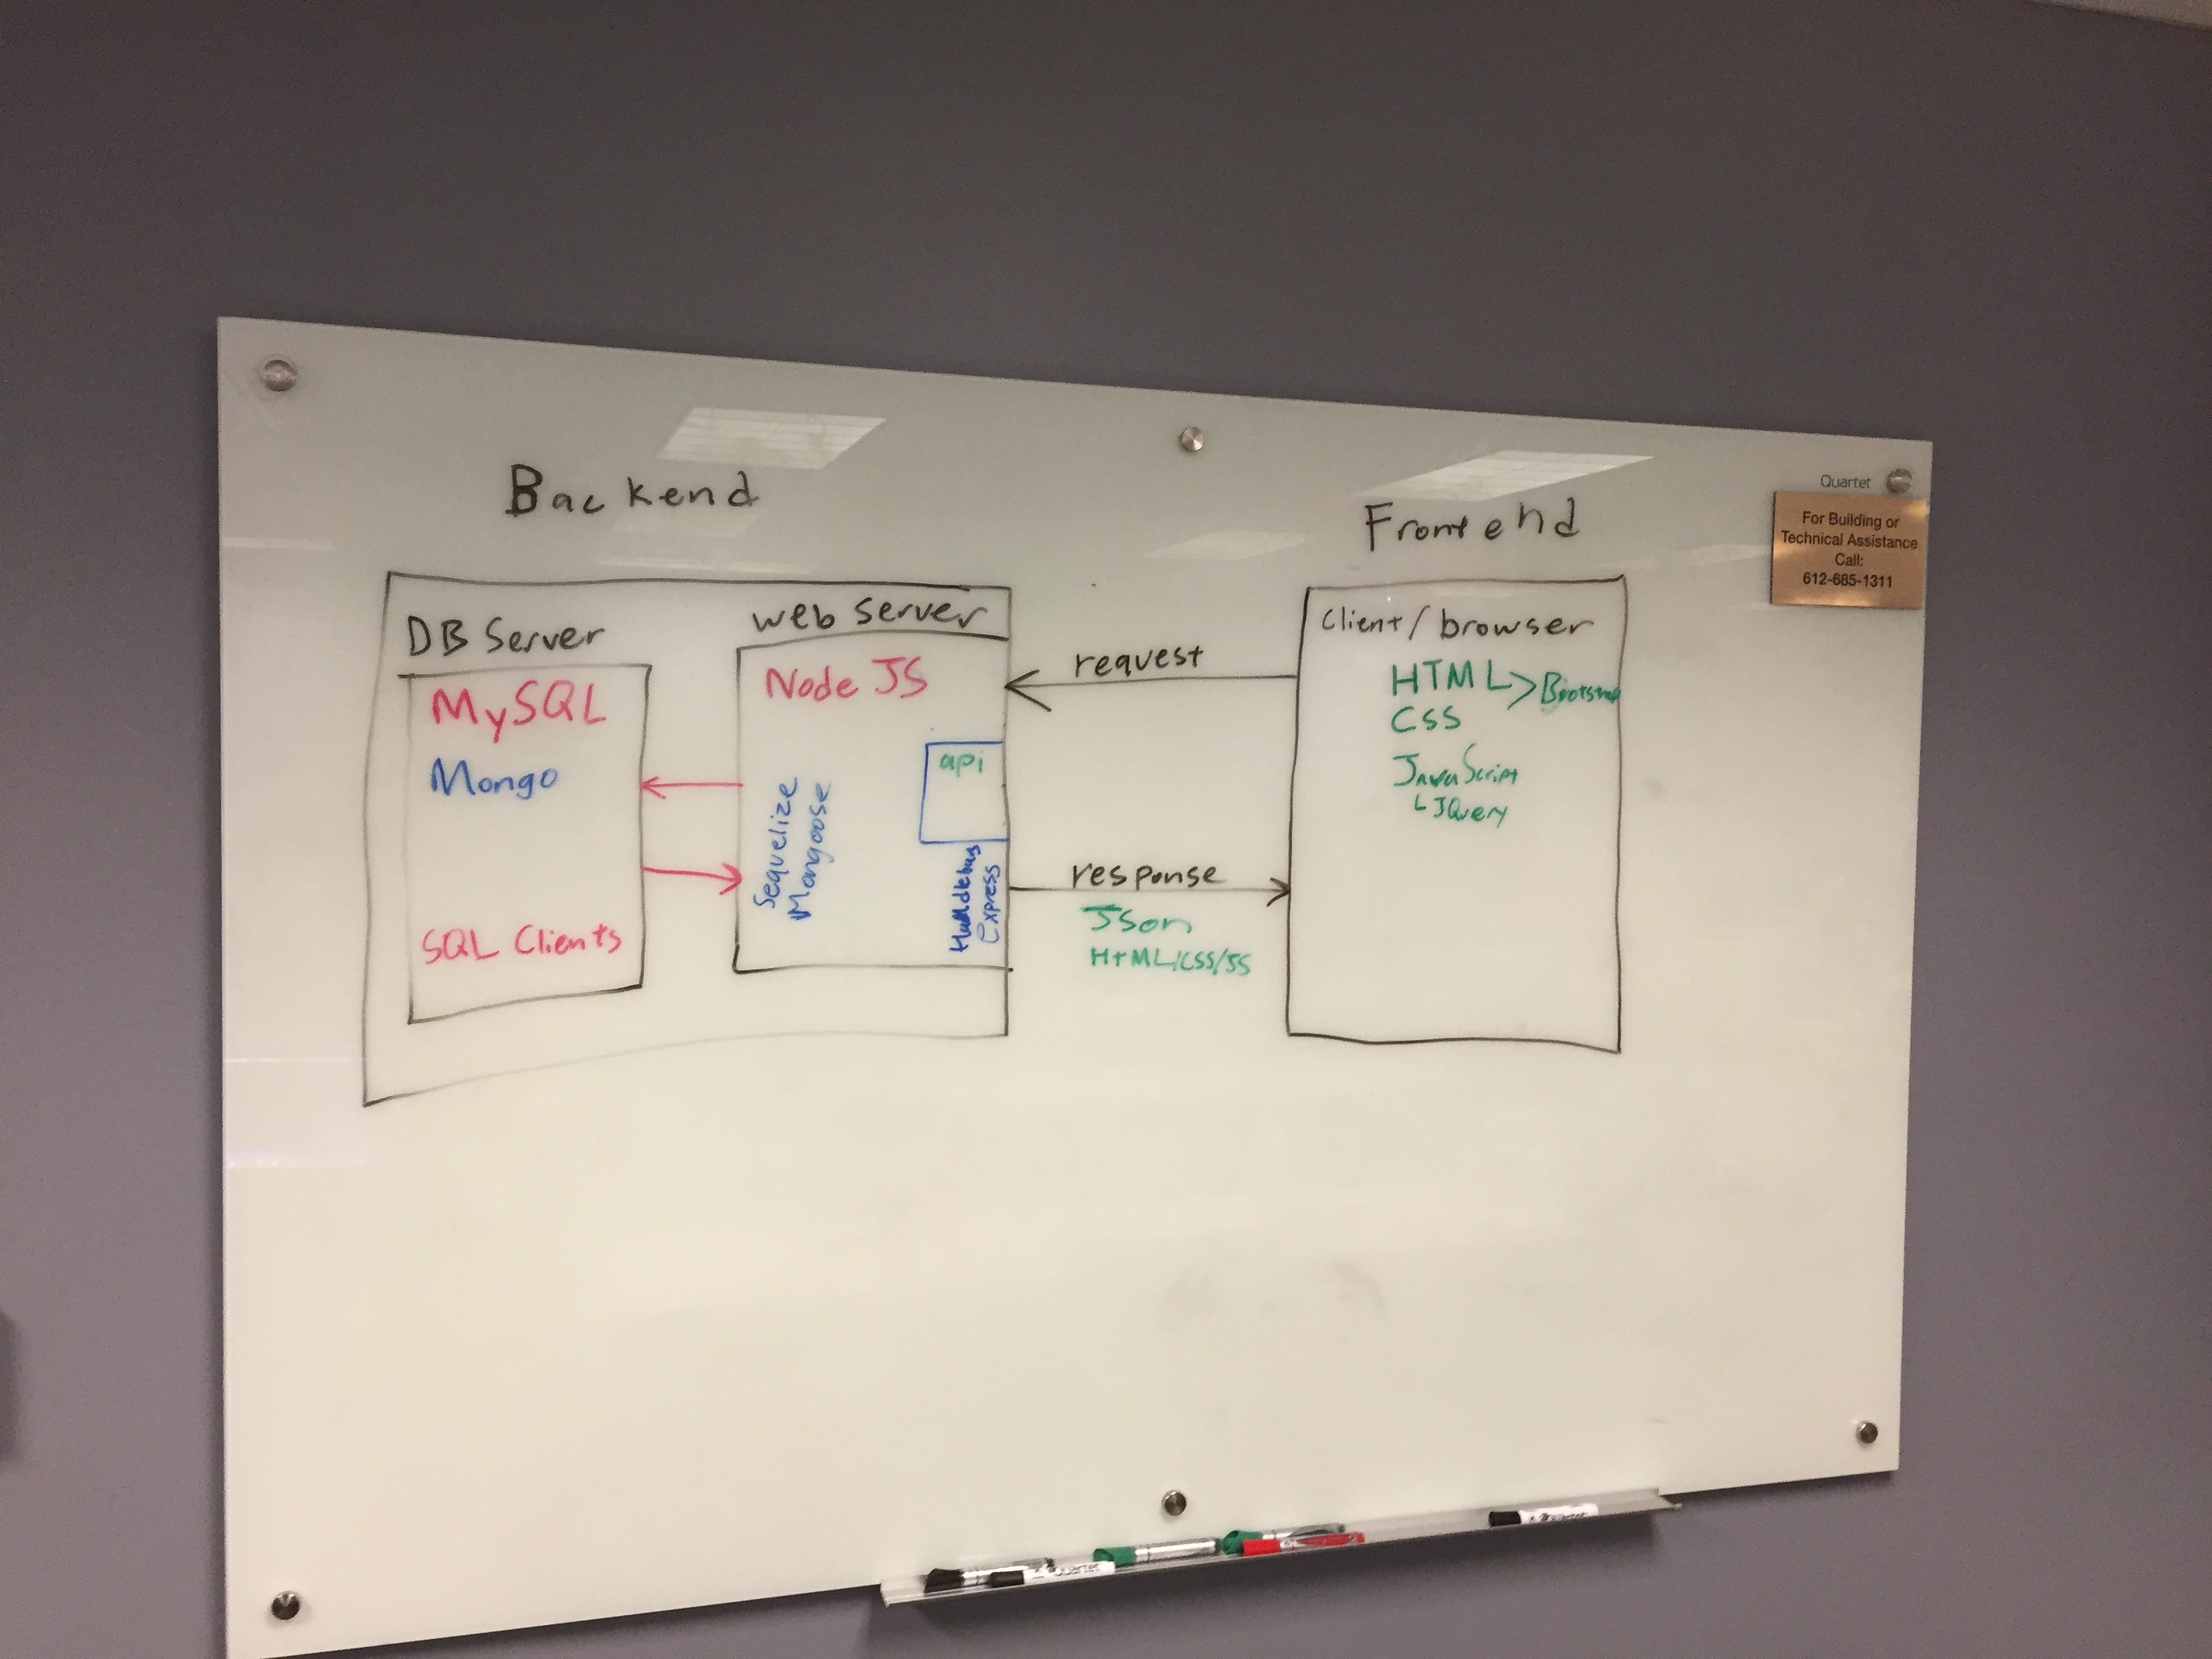 Backend
Frontend
Quartet
For Building or
Technical Assistance
Call:
612-685-1311
DB Server
MySQL
Mongo
SQL Clients
web server
Node JS
Sequelize
Mongoose
api
Express
request
response
JSon
HTML/CSS/JS
Client/browser
HTML > Bootstrap
CSS
JavaScript
JQuery
Quartet